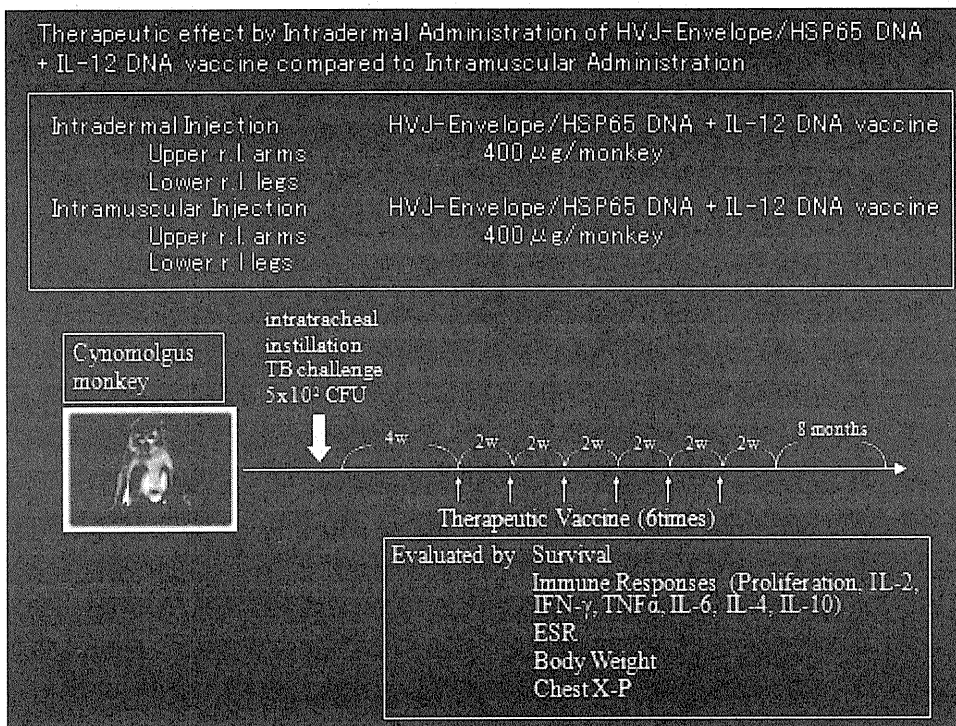 Therapeutic effect by Intradermal Administration of HVJ-Envelope/HSP65 DNA
+ IL-12 DNA vaccine compared to Intramuscular Administration
Intradermal Injection HVJ-Envelope/HSP65 DNA + IL-12 DNA vaccine
Upper r.l. arms 400 μg/monkey
Lower r.l. legs
Intramuscular Injection HVJ-Envelope/HSP65 DNA + IL-12 DNA vaccine
Upper r.l. arms 400 μg/monkey
Lower r.l legs
Cynomolgus
monkey
intratracheal
instillation
TB challenge
5x10² CFU
4w 2w 2w 2w 2w 2w 8 months
Therapeutic Vaccine (6times)
Evaluated by Survival
Immune Responses (Proliferation, IL-2,
IFN-γ, TNFα, IL-6, IL-4, IL-10)
ESR
Body Weight
Chest X-P